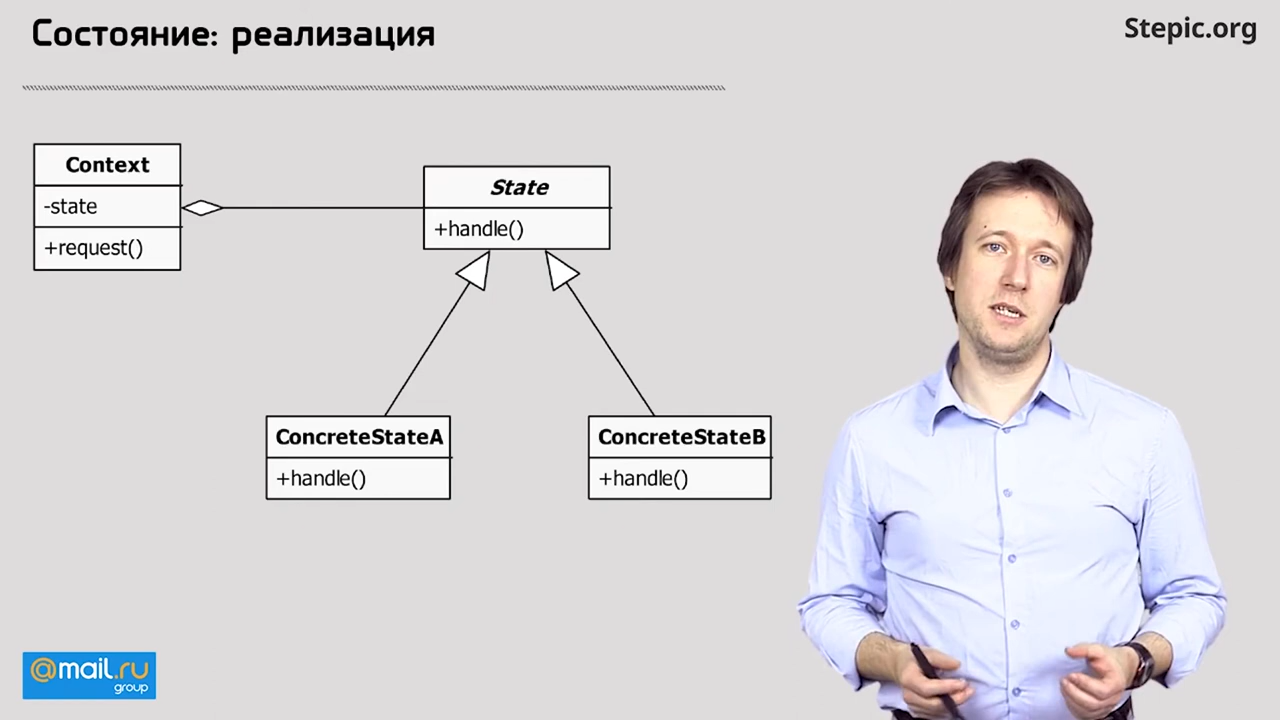 Состояние: реализация
Stepic.org
Context
-state
+request()
State
+handle()
ConcreteStateA
+handle()
ConcreteStateB
+handle()
@mail.ru
group